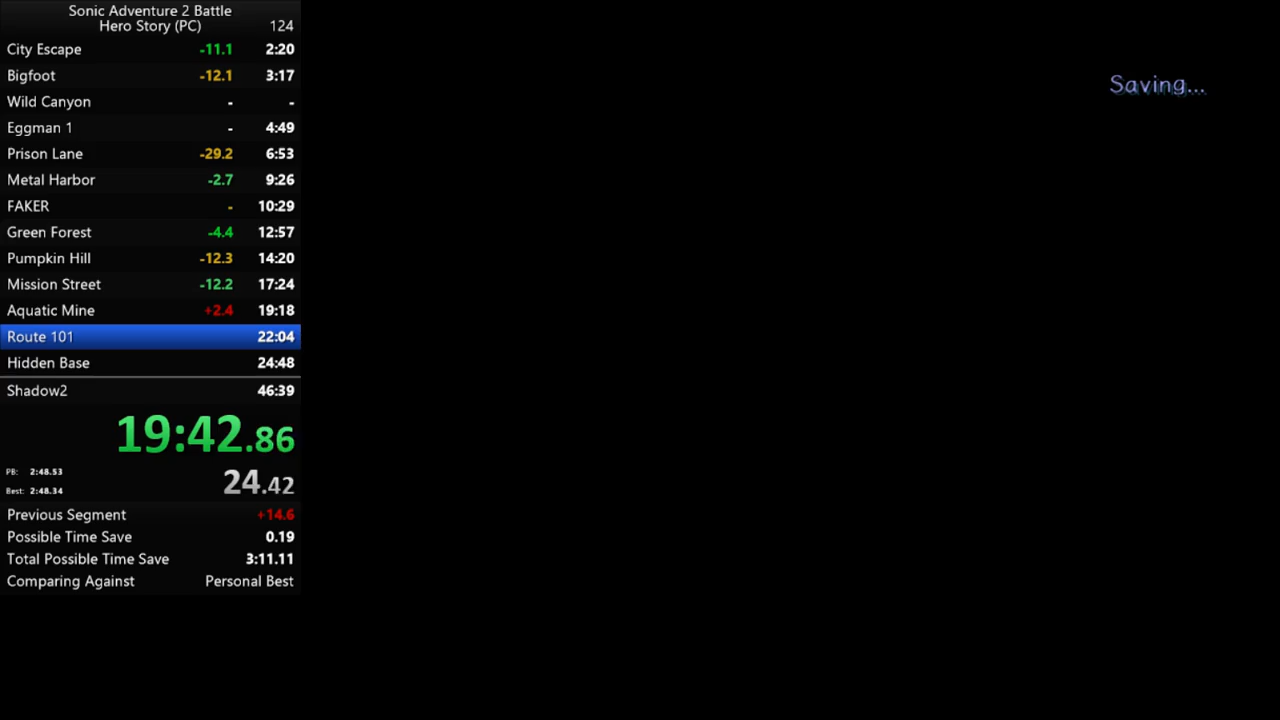 Sonic Adventure 2 Battle
Hero Story (PC) 124
City Escape -11.1 2:20
Bigfoot -12.1 3:17
Wild Canyon - -
Eggman 1 - 4:49
Prison Lane -29.2 6:53
Metal Harbor -2.7 9:26
FAKER - 10:29
Green Forest -4.4 12:57
Pumpkin Hill -12.3 14:20
Mission Street -12.2 17:24
Aquatic Mine +2.4 19:18
Route 101 22:04
Hidden Base 24:48
Shadow2 46:39
19:42.86
PB: 2:48.53
Best: 2:48.34
24.42
Previous Segment +14.6
Possible Time Save 0.19
Total Possible Time Save 3:11.11
Comparing Against Personal Best
Saving...